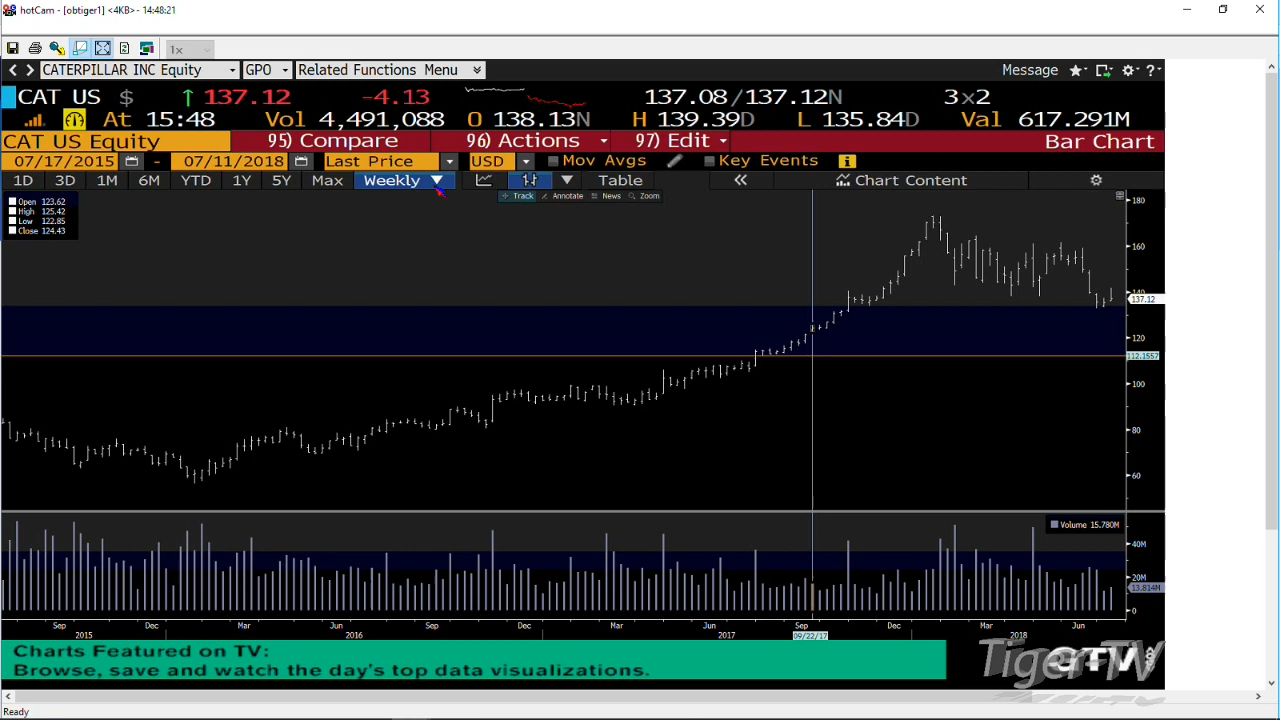 hotCam - [obtiger1] <4KB> - 14:48:21
1x
CATERPILLAR INC Equity GPO Related Functions Menu Message
CAT US $ ↑ 137.12 -4.13 137.08/137.12N 3x2
At 15:48 Vol 4,491,088 O 138.13N H 139.39D L 135.84D Val 617.291M
CAT US Equity 95) Compare 96) Actions 97) Edit Bar Chart
07/17/2015 - 07/11/2018 Last Price USD Mov Avgs Key Events
1D 3D 1M 6M YTD 1Y 5Y Max Weekly ▼ Table « Chart Content
Track Annotate News Zoom
Open 123.62
High 125.42
Low 122.85
Close 124.43
180
160
140
137.12
120
112.1557
100
80
60
Volume 15.780M
40M
20M
13.814M
0
Sep Dec Mar Jun Sep Dec Mar Jun Sep Dec Mar Jun
2015 2016 2017 09/22/17 2018
Charts Featured on TV:
Browse, save and watch the day's top data visualizations.
Tiger-TV
GTV
Ready